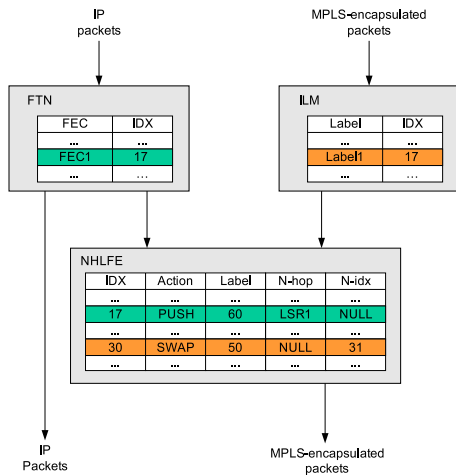 IP
packets
MPLS-encapsulated
packets
FTN
FEC IDX
... ...
FEC1 17
... ...
ILM
Label IDX
... ...
Label1 17
... ...
NHLFE
IDX Action Label N-hop N-idx
... ... ... ... ...
17 PUSH 60 LSR1 NULL
... ... ... ... ...
30 SWAP 50 NULL 31
... ... ... ... ...
IP
Packets
MPLS-encapsulated
packets